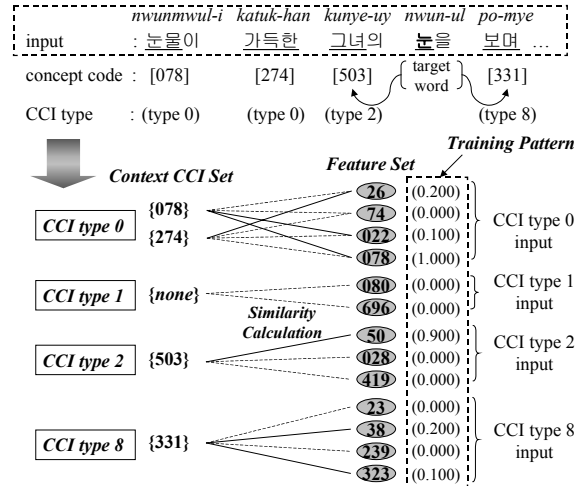 nwunmwul-i katuk-han kunye-uy nwun-ul po-mye
input : 눈물이 가득한 그녀의 눈을 보며 …
concept code : [078] [274] [503] target word [331]
CCI type : (type 0) (type 0) (type 2) (type 8)
Training Pattern
Context CCI Set Feature Set
CCI type 0 {078} {274}
26 (0.200)
74 (0.000)
022 (0.100)
078 (1.000)
CCI type 0 input
CCI type 1 {none}
080 (0.000)
696 (0.000)
CCI type 1 input
Similarity Calculation
CCI type 2 {503}
50 (0.900)
028 (0.000)
419 (0.000)
CCI type 2 input
CCI type 8 {331}
23 (0.000)
38 (0.200)
239 (0.000)
323 (0.100)
CCI type 8 input